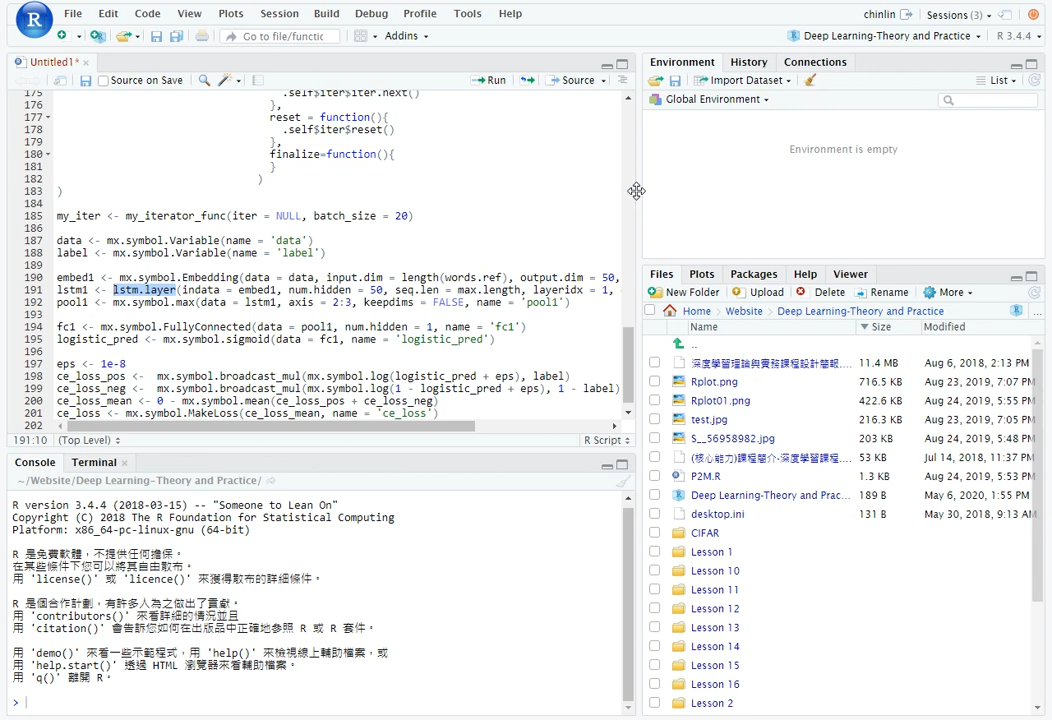 File Edit Code View Plots Session Build Debug Profile Tools Help
chinlin Sessions (3)
Go to file/functic Addins
Deep Learning-Theory and Practice R 3.4.4
Untitled1*
Source on Save Run Source
175 .self$iter$iter.next()
176 },
177 reset = function(){
178 .self$iter$reset()
179 },
180 finalize=function(){
181 }
182 )
183 )
184
185 my_iter <- my_iterator_func(iter = NULL, batch_size = 20)
186
187 data <- mx.symbol.Variable(name = 'data')
188 label <- mx.symbol.Variable(name = 'label')
189
190 embed1 <- mx.symbol.Embedding(data = data, input.dim = length(words.ref), output.dim = 50,
191 lstm1 <- lstm.layer(indata = embed1, num.hidden = 50, seq.len = max.length, layeridx = 1,
192 pool1 <- mx.symbol.max(data = lstm1, axis = 2:3, keepdims = FALSE, name = 'pool1')
193
194 fc1 <- mx.symbol.FullyConnected(data = pool1, num.hidden = 1, name = 'fc1')
195 logistic_pred <- mx.symbol.sigmoid(data = fc1, name = 'logistic_pred')
196
197 eps <- 1e-8
198 ce_loss_pos <- mx.symbol.broadcast_mul(mx.symbol.log(logistic_pred + eps), label)
199 ce_loss_neg <- mx.symbol.broadcast_mul(mx.symbol.log(1 - logistic_pred + eps), 1 - label)
200 ce_loss_mean <- 0 - mx.symbol.mean(ce_loss_pos + ce_loss_neg)
201 ce_loss <- mx.symbol.MakeLoss(ce_loss_mean, name = 'ce_loss')
202
191:10 (Top Level) R Script
Console Terminal
~/Website/Deep Learning-Theory and Practice/
R version 3.4.4 (2018-03-15) -- "Someone to Lean On"
Copyright (C) 2018 The R Foundation for Statistical Computing
Platform: x86_64-pc-linux-gnu (64-bit)
R 是免費軟體，不提供任何擔保。
在某些條件下您可以將其自由散布。
用 'license()' 或 'licence()' 來獲得散布的詳細條件。
R 是個合作計劃，有許多人為之做出了貢獻。
用 'contributors()' 來看詳細的情況並且
用 'citation()' 會告訴您如何在出版品中正確地參照 R 或 R 套件。
用 'demo()' 來看一些示範程式，用 'help()' 來檢視線上輔助檔案，或
用 'help.start()' 透過 HTML 瀏覽器來看輔助檔案。
用 'q()' 離開 R。
>
Environment History Connections
Import Dataset List
Global Environment
Environment is empty
Files Plots Packages Help Viewer
New Folder Upload Delete Rename More
Home Website Deep Learning-Theory and Practice ...
Name Size Modified
..
深度學習理論與實務課程設計簡報.... 11.4 MB Aug 6, 2018, 2:13 PM
Rplot.png 716.5 KB Aug 23, 2019, 7:07 PM
Rplot01.png 422.6 KB Aug 24, 2019, 5:55 PM
test.jpg 216.3 KB Aug 23, 2019, 7:05 PM
S__56958982.jpg 203 KB Aug 24, 2019, 5:48 PM
(核心能力)課程簡介-深度學習課程.... 53 KB Jul 14, 2018, 11:37 PM
P2M.R 1.3 KB Aug 24, 2019, 5:53 PM
Deep Learning-Theory and Prac... 189 B May 6, 2020, 1:55 PM
desktop.ini 131 B May 30, 2018, 9:13 AM
CIFAR
Lesson 1
Lesson 10
Lesson 11
Lesson 12
Lesson 13
Lesson 14
Lesson 15
Lesson 16
Lesson 2